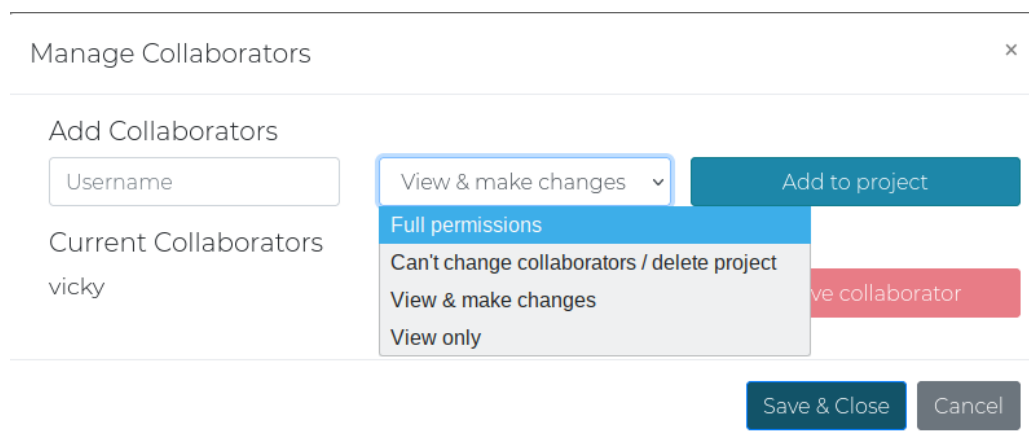 Manage Collaborators ×
Add Collaborators
Username View & make changes Add to project
Full permissions
Current Collaborators
Can't change collaborators / delete project
vicky View & make changes collaborator
View only
Save & Close Cancel